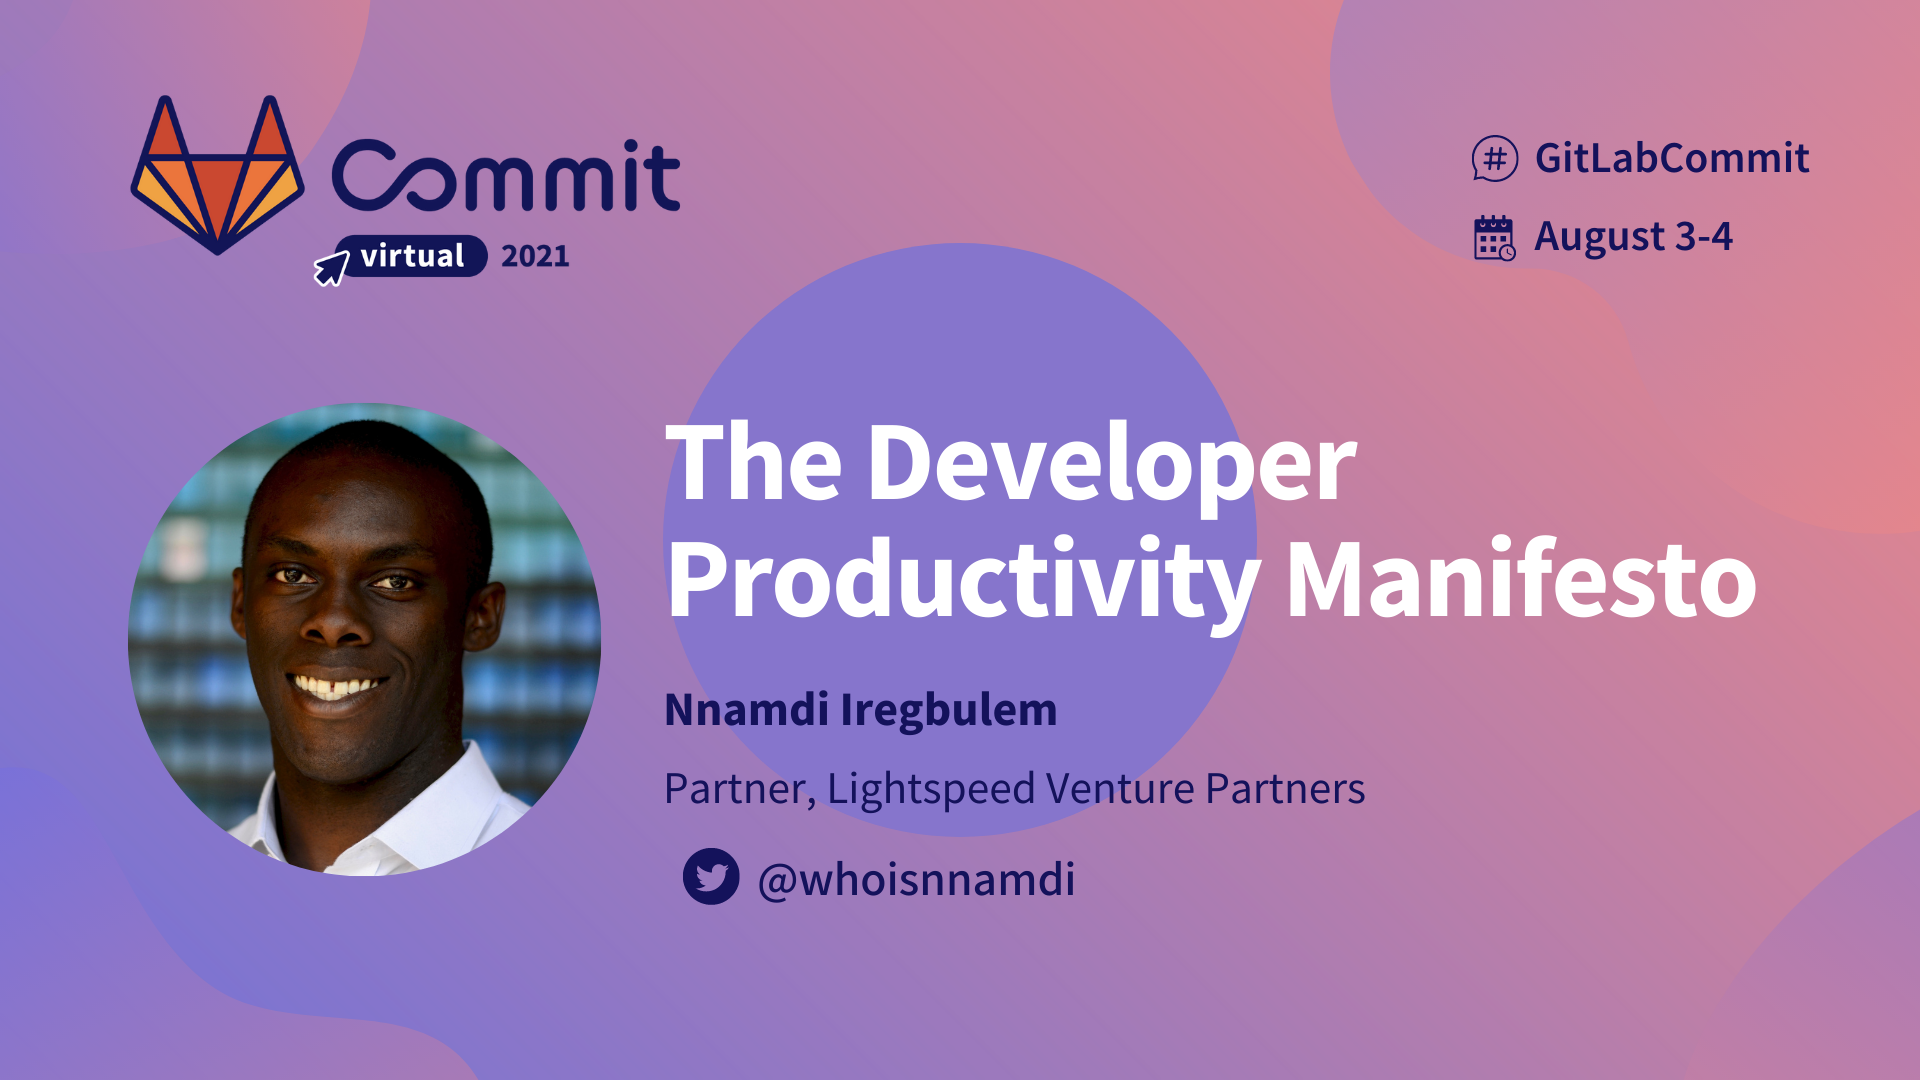 Commit
virtual 2021
# GitLabCommit
August 3-4
The Developer
Productivity Manifesto
Nnamdi Iregbulem
Partner, Lightspeed Venture Partners
@whoisnnamdi